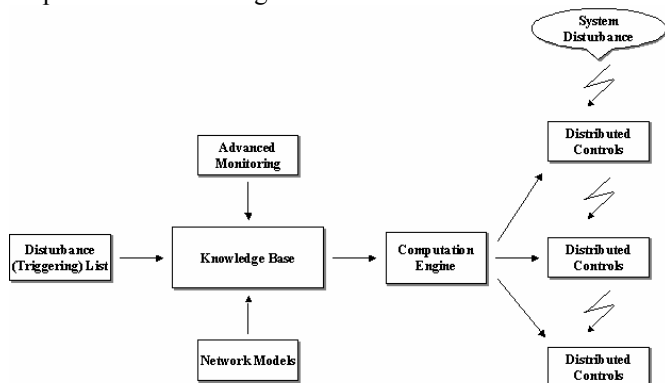 System
Disturbance
Advanced
Monitoring
Distributed
Controls
Disturbance
(Triggering) List
Knowledge Base
Computation
Engine
Distributed
Controls
Network Models
Distributed
Controls